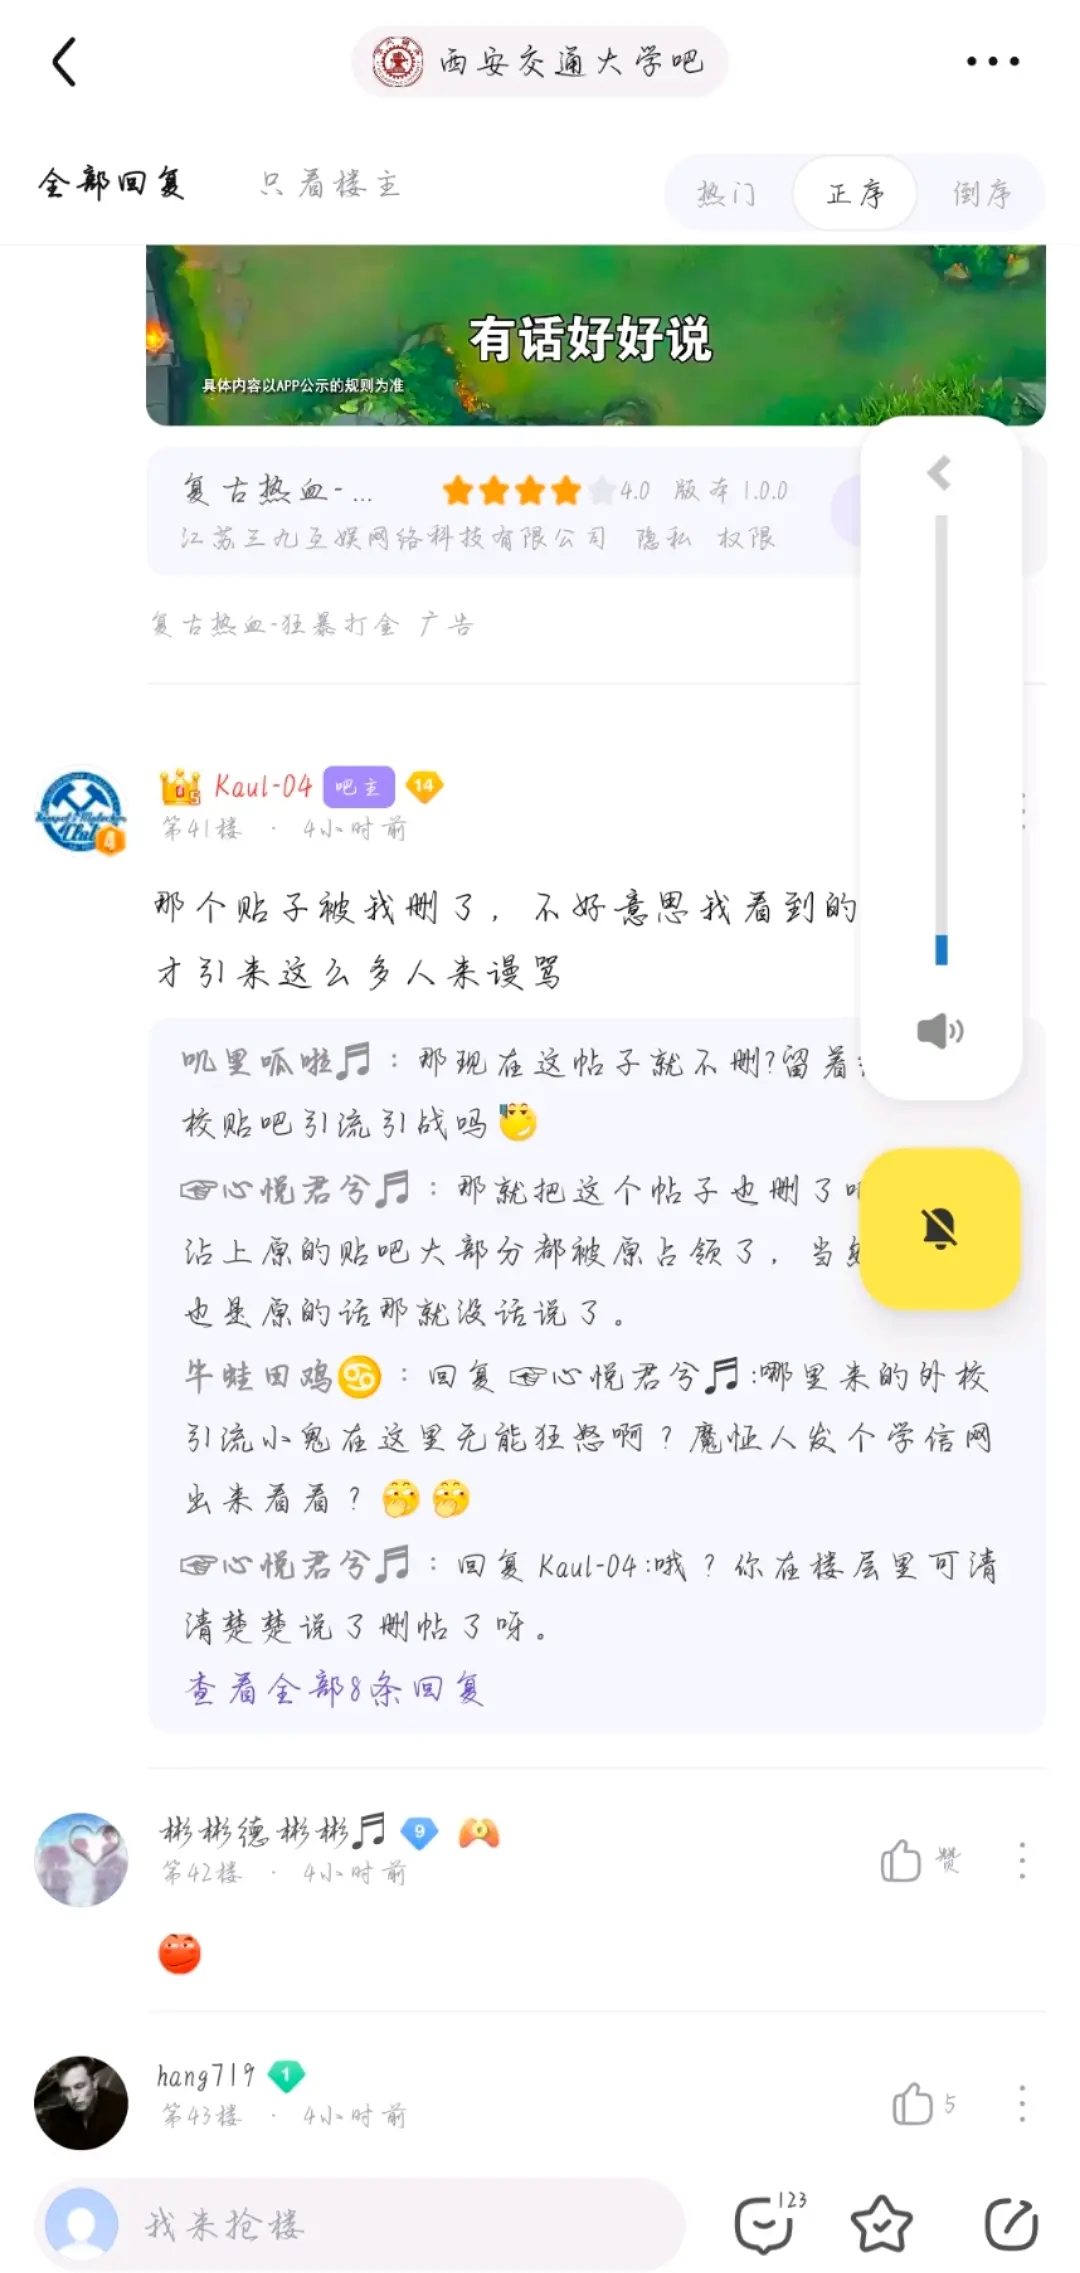 西安交通大学吧
全部回复 只看楼主 热门 正序 倒序
有话好好说
具体内容以APP公示的规则为准
复古热血-... 4.0 版本 1.0.0
江苏三九互娱网络科技有限公司 隐私 权限
复古热血-狂暴打金 广告
Kaul-04 吧主 14
第41楼 · 4小时前
那个贴子被我删了，不好意思我看到的
才引来这么多人来谩骂
叽里呱啦🎵：那现在这帖子就不删?留着
校贴吧引流引战吗
☞心悦君兮🎵：那就把这个帖子也删了
沾上原的贴吧大部分都被原占领了，当
也是原的话那就没话说了。
牛蛙田鸡♋：回复☞心悦君兮🎵:哪里来的外校
引流小鬼在这里无能狂怒啊？魔怔人发个学信网
出来看看？
☞心悦君兮🎵：回复 Kaul-04:哦？你在楼层里可清
清楚楚说了删帖了呀。
查看全部8条回复
彬彬德彬彬🎵 9
第42楼 · 4小时前
赞
hang719 1
第43楼 · 4小时前
5
我来抢楼
123